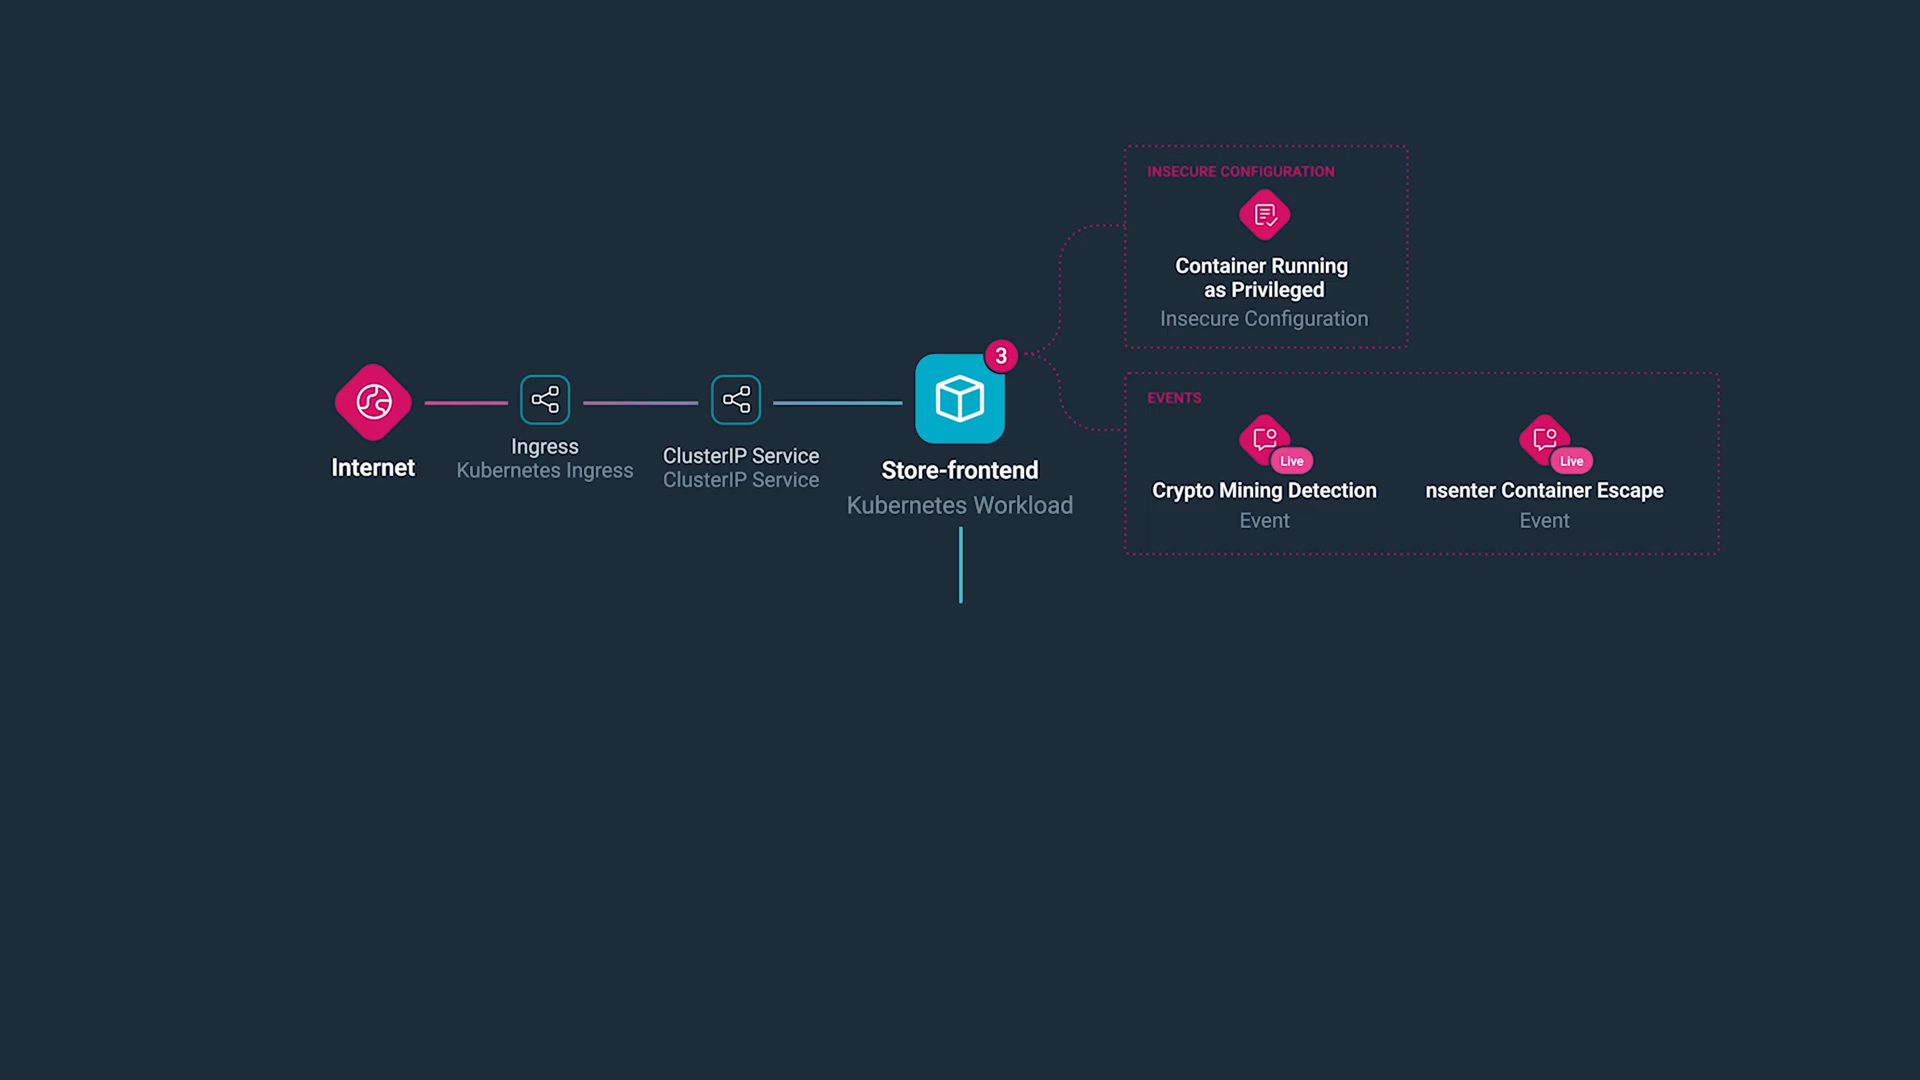 Internet
Ingress
Kubernetes Ingress
ClusterIP Service
ClusterIP Service
3
Store-frontend
Kubernetes Workload
INSECURE CONFIGURATION
Container Running
as Privileged
Insecure Configuration
EVENTS
Live
Crypto Mining Detection
Event
Live
nsenter Container Escape
Event